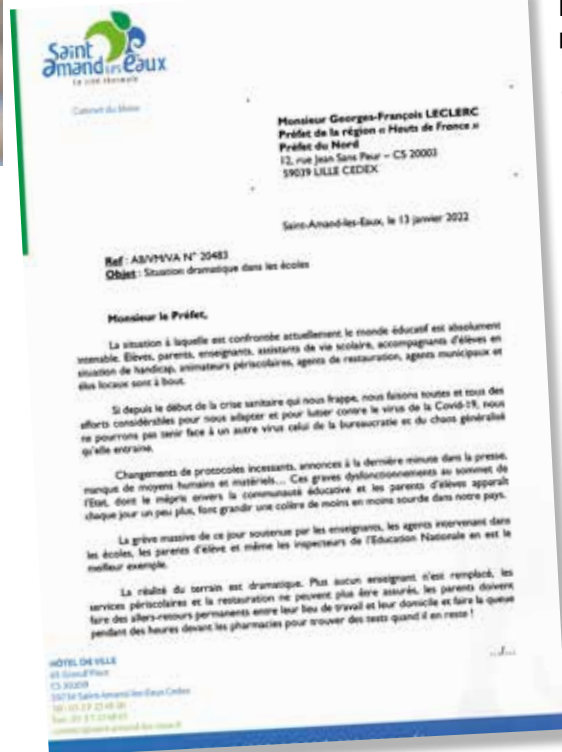 Saint
Amand les Eaux
La cité thermale
Cabinet du Maire
Monsieur Georges-François LECLERC
Préfet de la région « Hauts de France »
Préfet du Nord
12, rue Jean Sans Peur – CS 20003
59039 LILLE CEDEX
Saint-Amand-les-Eaux, le 13 janvier 2022
Ref : AB/VM/VA N° 20483
Objet : Situation dramatique dans les écoles
Monsieur le Préfet,
La situation à laquelle est confrontée actuellement le monde éducatif est absolument
intenable. Elèves, parents, enseignants, assistants de vie scolaire, accompagnants d'élèves en
situation de handicap, animateurs périscolaires, agents de restauration, agents municipaux et
élus locaux sont à bout.
Si depuis le début de la crise sanitaire qui nous frappe, nous faisons toutes et tous des
efforts considérables pour nous adapter et pour lutter contre le virus de la Covid-19, nous
ne pourrons pas tenir face à un autre virus celui de la bureaucratie et du chaos généralisé
qu'elle entraine.
Changements de protocoles incessants, annonces à la dernière minute dans la presse,
manque de moyens humains et matériels… Ces graves dysfonctionnements au sommet de
l'Etat, dont le mépris envers la communauté éducative et les parents d'élèves apparaît
chaque jour un peu plus, font grandir une colère de moins en moins sourde dans notre pays.
La grève massive de ce jour soutenue par les enseignants, les agents intervenant dans
les écoles, les parents d'élève et même les inspecteurs de l'Education Nationale en est le
meilleur exemple.
La réalité du terrain est dramatique. Plus aucun enseignant n'est remplacé, les
services périscolaires et la restauration ne peuvent plus être assurés, les parents doivent
faire des allers-retours permanents entre leur lieu de travail et leur domicile et faire la queue
pendant des heures devant les pharmacies pour trouver des tests quand il en reste !
.../...
HÔTEL DE VILLE
Grand'Place
59734 Saint-Amand-les-Eaux Cedex